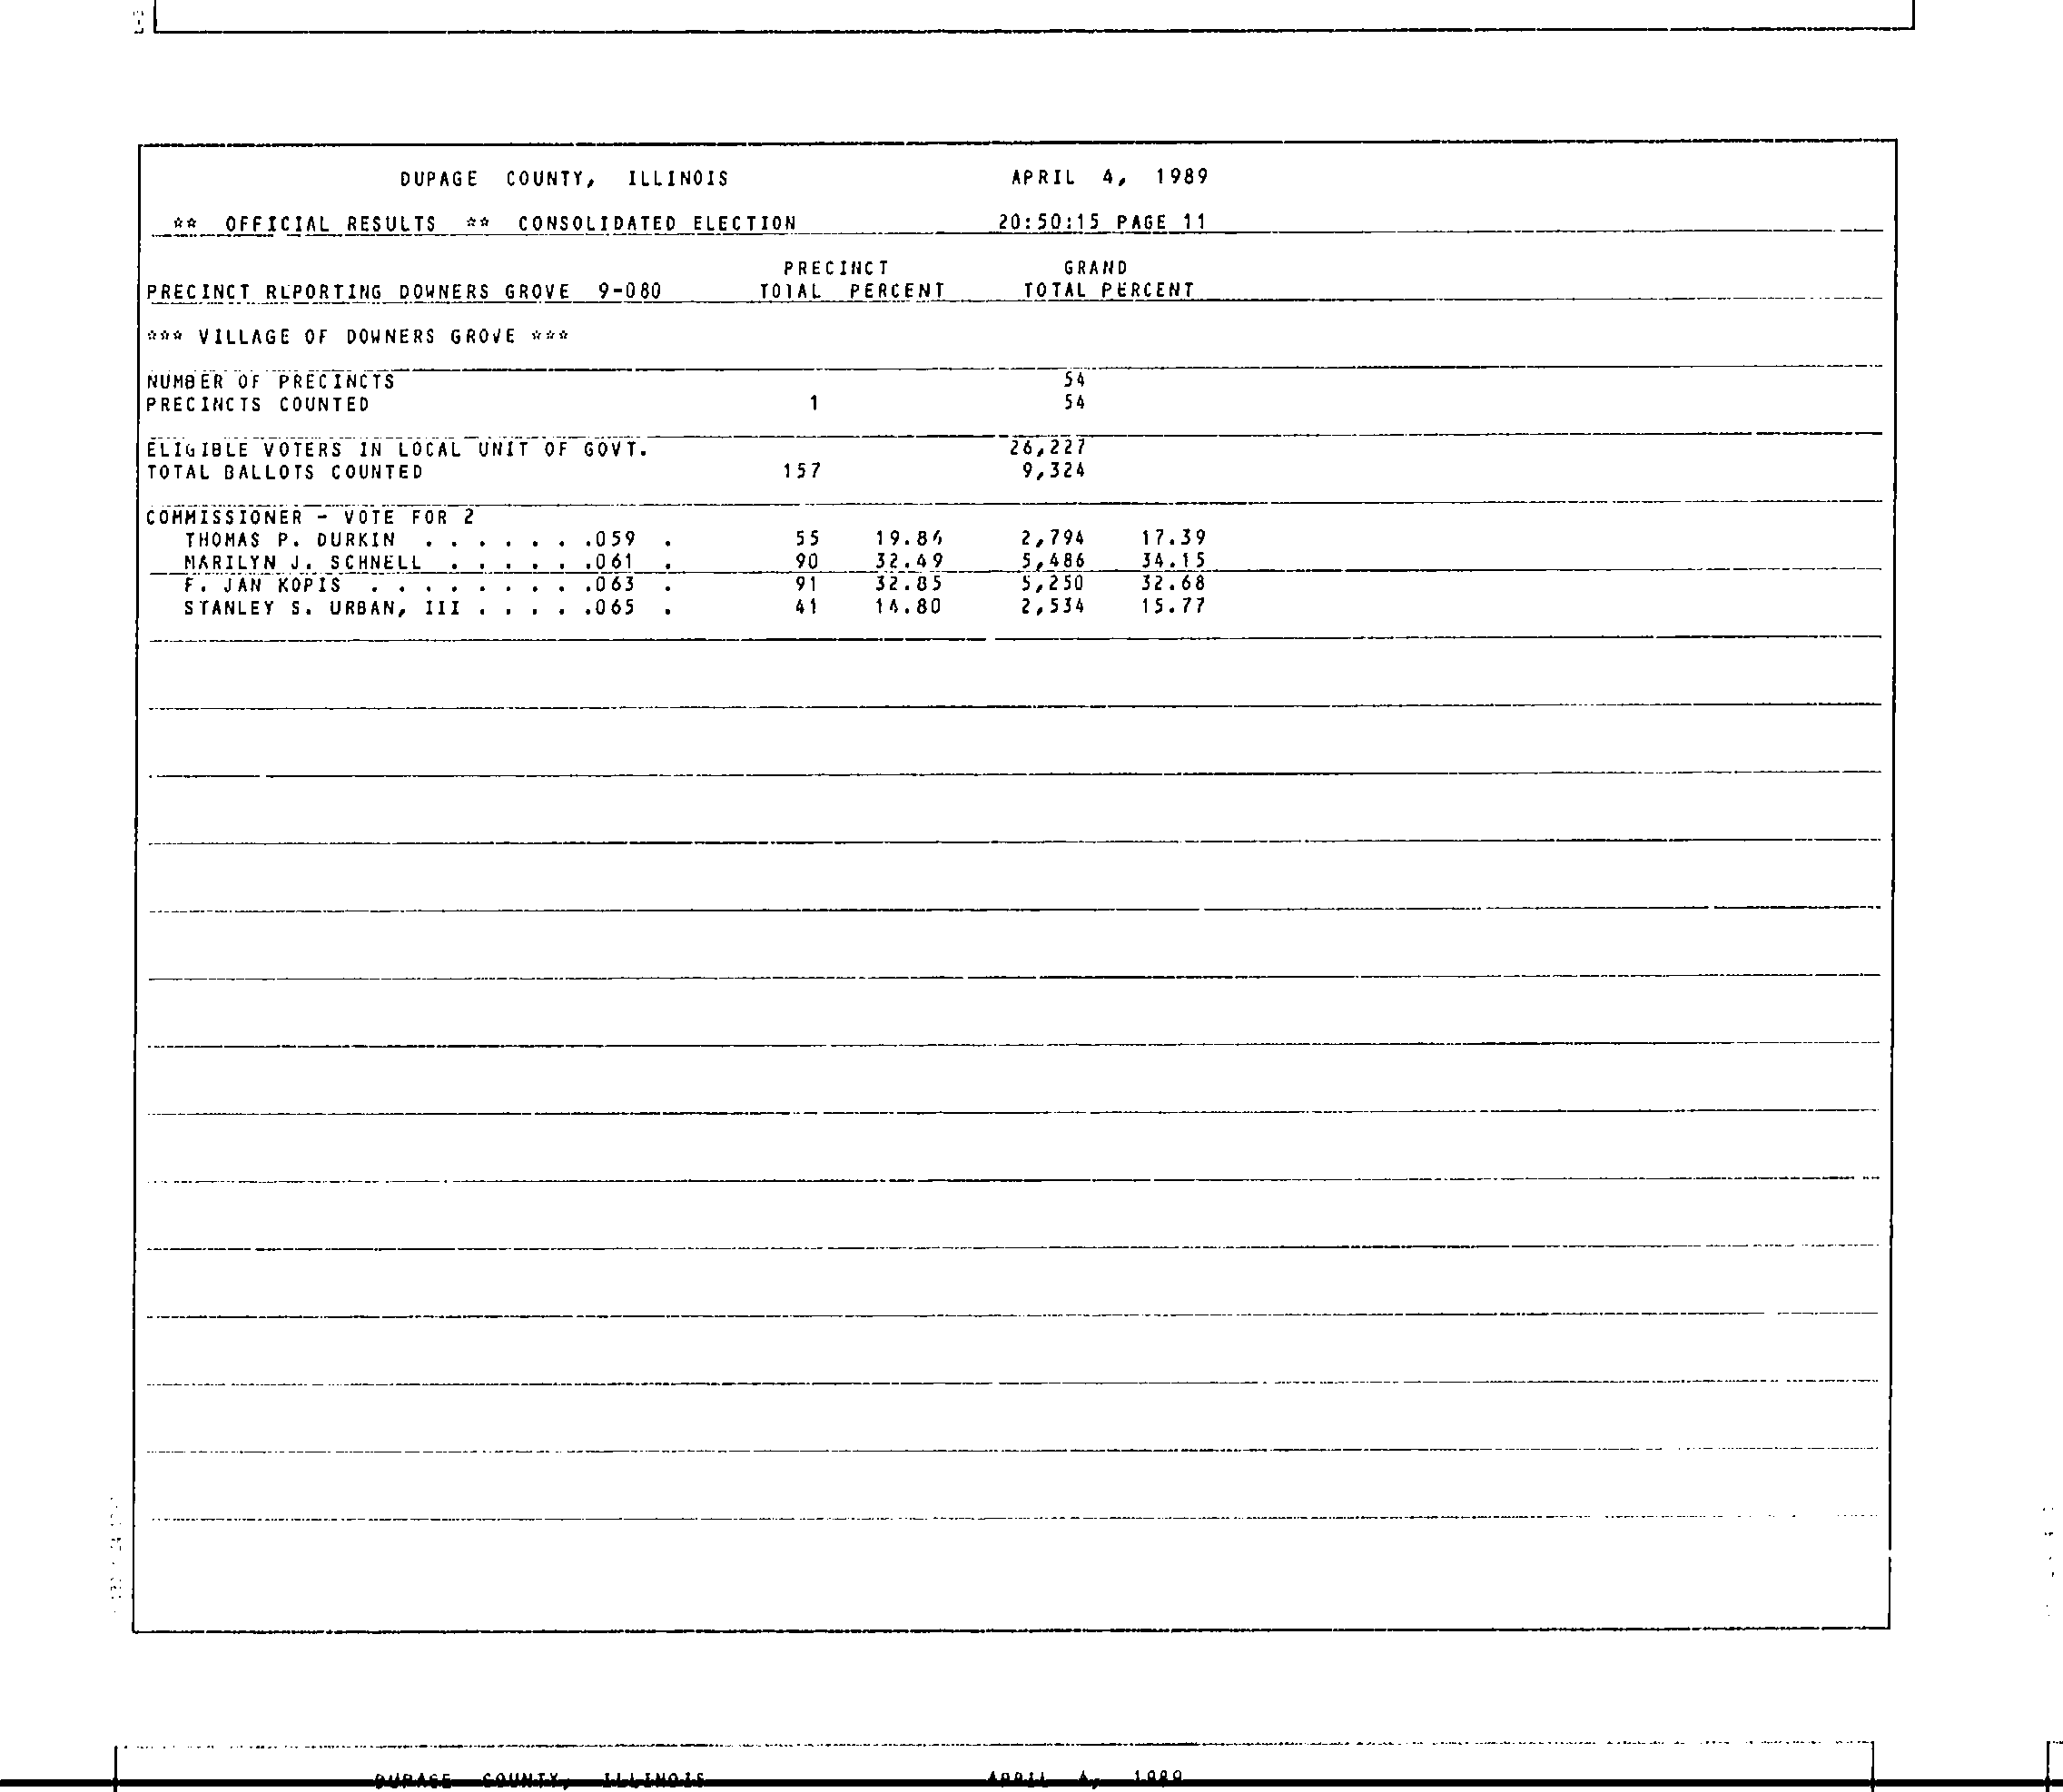 DUPAGE COUNTY, ILLINOIS APRIL 4, 1989
** OFFICIAL RESULTS ** CONSOLIDATED ELECTION 20:50:15 PAGE 11
PRECINCT GRAND
PRECINCT REPORTING DOWNERS GROVE 9-080 TOTAL PERCENT TOTAL PERCENT
*** VILLAGE OF DOWNERS GROVE ***
NUMBER OF PRECINCTS 54
PRECINCTS COUNTED 1 54
ELIGIBLE VOTERS IN LOCAL UNIT OF GOVT. 26,227
TOTAL BALLOTS COUNTED 157 9,324
COMMISSIONER - VOTE FOR 2
THOMAS P. DURKIN . . . . . . .059 . 55 19.86 2,794 17.39
MARILYN J. SCHNELL . . . . . .061 . 90 32.49 5,486 34.15
F. JAN KOPIS . . . . . . . . .063 . 91 32.85 5,250 32.68
STANLEY S. URBAN, III . . . . .065 . 41 14.80 2,534 15.77
DUPAGE COUNTY, ILLINOIS APRIL 4, 1989